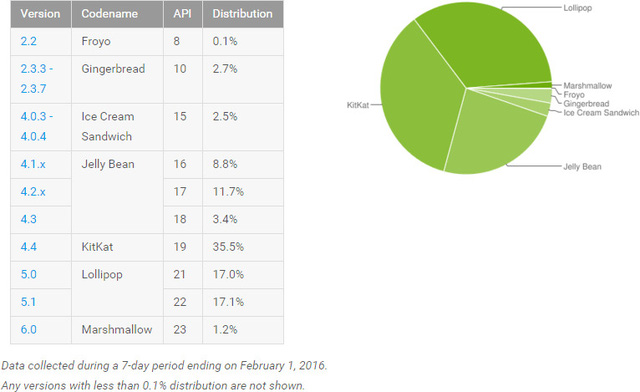 Version Codename API Distribution
2.2 Froyo 8 0.1%
2.3.3 - Gingerbread 10 2.7%
2.3.7
4.0.3 - Ice Cream 15 2.5%
4.0.4 Sandwich
4.1.x Jelly Bean 16 8.8%
4.2.x 17 11.7%
4.3 18 3.4%
4.4 KitKat 19 35.5%
5.0 Lollipop 21 17.0%
5.1 22 17.1%
6.0 Marshmallow 23 1.2%
Lollipop
Marshmallow
Froyo
Gingerbread
Ice Cream Sandwich
KitKat
Jelly Bean
Data collected during a 7-day period ending on February 1, 2016.
Any versions with less than 0.1% distribution are not shown.